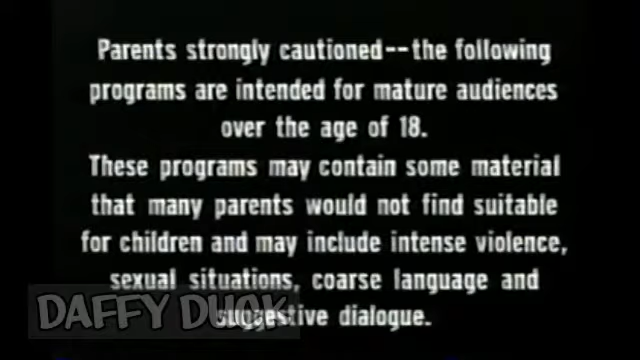 Parents strongly cautioned--the following
programs are intended for mature audiences
over the age of 18.
These programs may contain some material
that many parents would not find suitable
for children and may include intense violence,
sexual situations, coarse language and
suggestive dialogue.
DAFFY DUCK